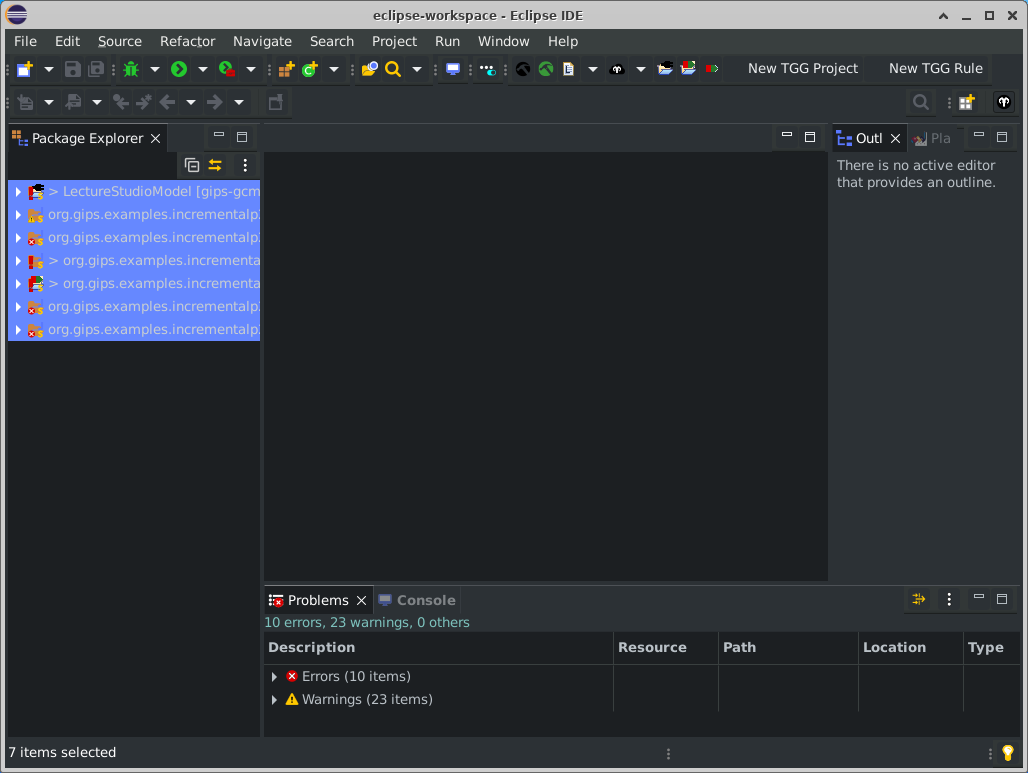 eclipse-workspace - Eclipse IDE
File Edit Source Refactor Navigate Search Project Run Window Help
New TGG Project New TGG Rule
Package Explorer
> LectureStudioModel [gips-gcm
org.gips.examples.incrementalp
org.gips.examples.incrementalp
> org.gips.examples.incrementa
> org.gips.examples.incrementa
org.gips.examples.incrementalp
org.gips.examples.incrementalp
Outl Pla
There is no active editor
that provides an outline.
Problems Console
10 errors, 23 warnings, 0 others
Description Resource Path Location Type
Errors (10 items)
Warnings (23 items)
7 items selected